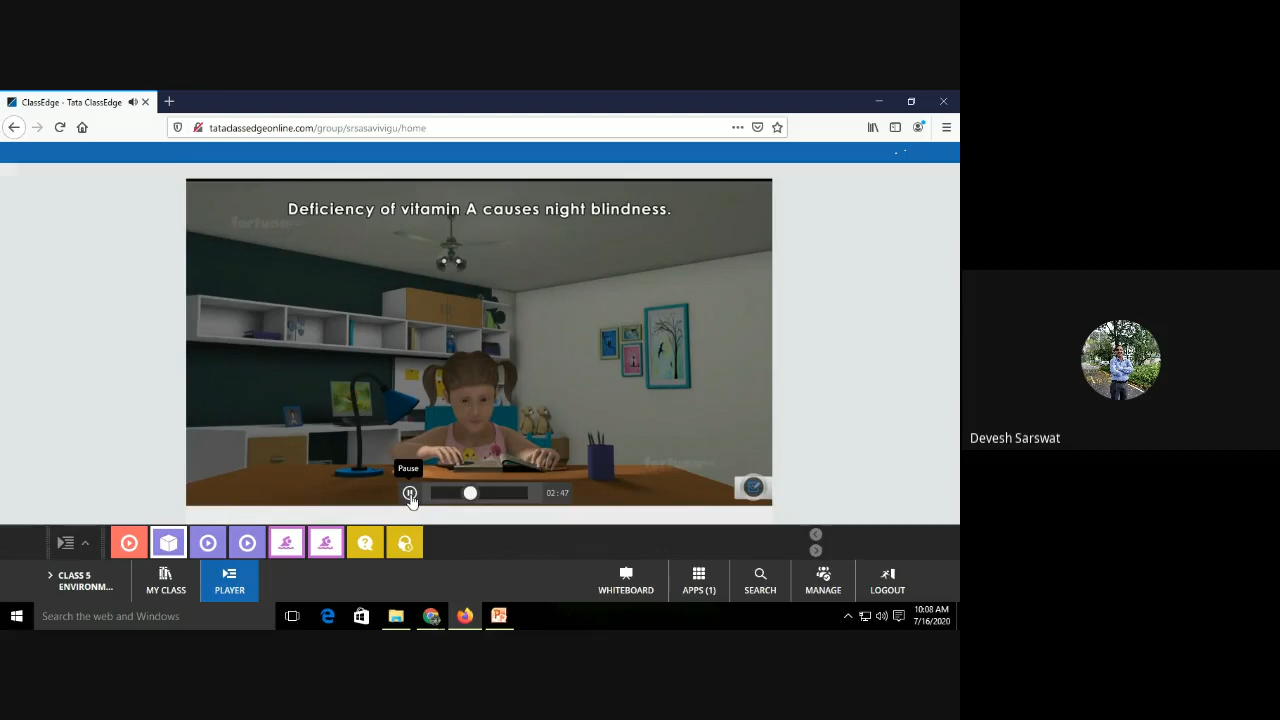 ClassEdge - Tata ClassEdge
tataclassedgeonline.com/group/srsasavivigu/home
Deficiency of vitamin A causes night blindness.
Pause
02:47
Devesh Sarswat
CLASS 5
ENVIRONM...
MY CLASS
PLAYER
WHITEBOARD
APPS (1)
SEARCH
MANAGE
LOGOUT
Search the web and Windows
10:08 AM
7/16/2020